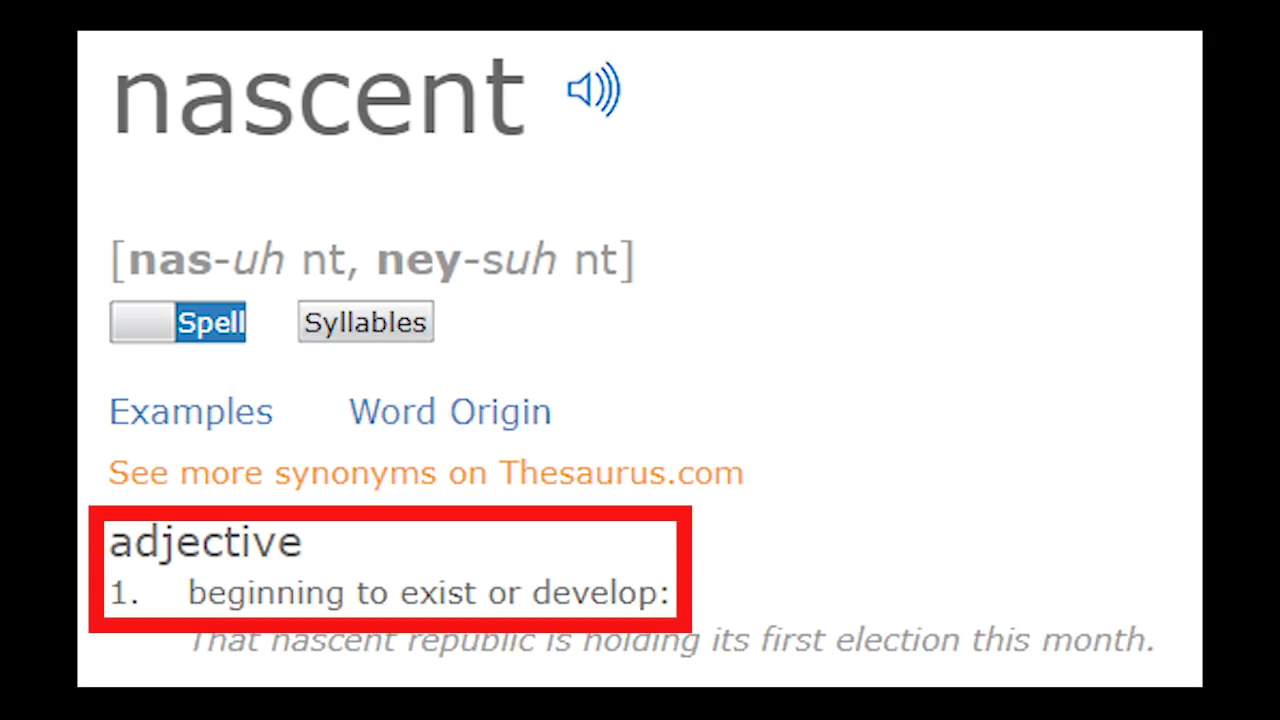 nascent
[nas-uh nt, ney-suh nt]
Spell Syllables
Examples Word Origin
See more synonyms on Thesaurus.com
adjective
1. beginning to exist or develop:
That nascent republic is holding its first election this month.